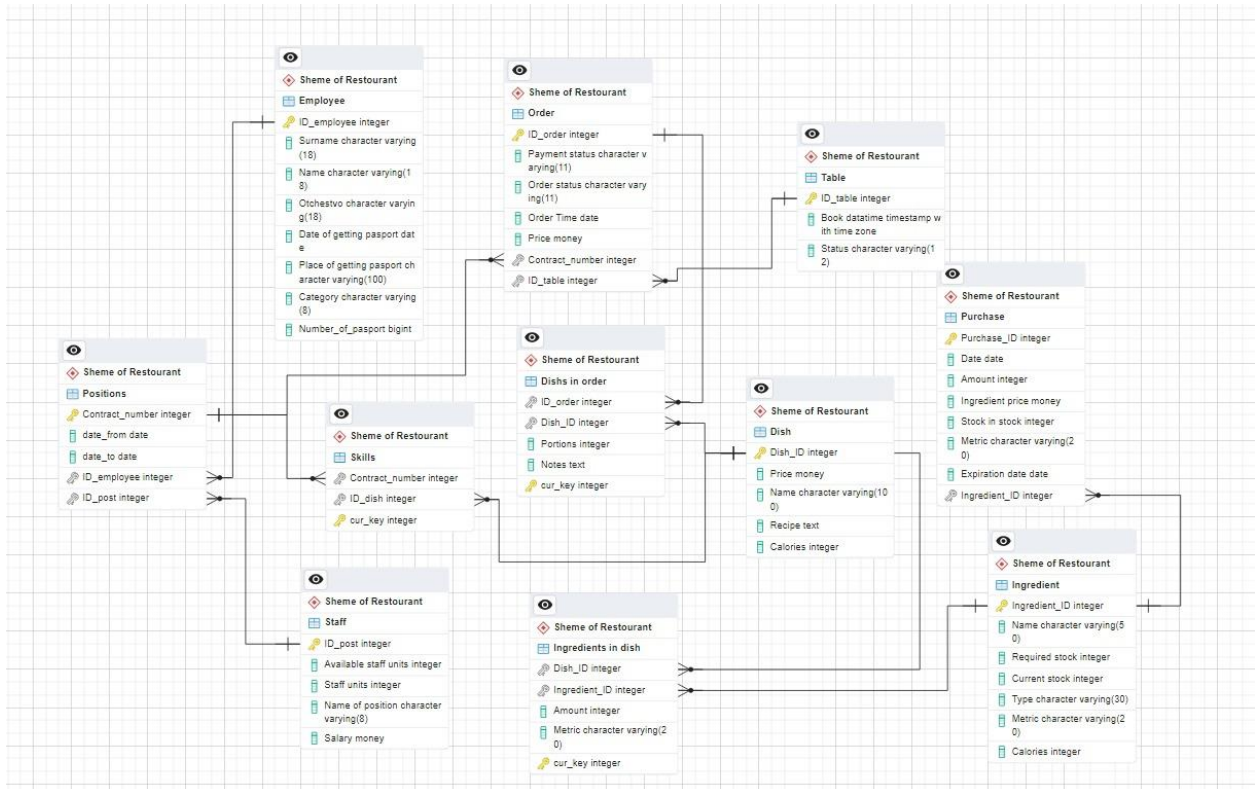 Sheme of Restourant
Employee
ID_employee integer
Surname character varying
(18)
Name character varying(1
8)
Otchestvo character varyin
g(18)
Date of getting pasport dat
e
Place of getting pasport ch
aracter varying(100)
Category character varying
(8)
Number_of_pasport bigint
Sheme of Restourant
Order
ID_order integer
Payment status character v
arying(11)
Order status character vary
ing(11)
Order Time date
Price money
Contract_number integer
ID_table integer
Sheme of Restourant
Table
ID_table integer
Book datatime timestamp w
ith time zone
Status character varying(1
2)
Sheme of Restourant
Purchase
Purchase_ID integer
Date date
Amount integer
Ingredient price money
Stock in stock integer
Metric character varying(2
0)
Expiration date date
Ingredient_ID integer
Sheme of Restourant
Positions
Contract_number integer
date_from date
date_to date
ID_employee integer
ID_post integer
Sheme of Restourant
Skills
Contract_number integer
ID_dish integer
cur_key integer
Sheme of Restourant
Dishs in order
ID_order integer
Dish_ID integer
Portions integer
Notes text
cur_key integer
Sheme of Restourant
Dish
Dish_ID integer
Price money
Name character varying(10
0)
Recipe text
Calories integer
Sheme of Restourant
Staff
ID_post integer
Available staff units integer
Staff units integer
Name of position character
varying(8)
Salary money
Sheme of Restourant
Ingredients in dish
Dish_ID integer
Ingredient_ID integer
Amount integer
Metric character varying(2
0)
cur_key integer
Sheme of Restourant
Ingredient
Ingredient_ID integer
Name character varying(5
0)
Required stock integer
Current stock integer
Type character varying(30)
Metric character varying(2
0)
Calories integer